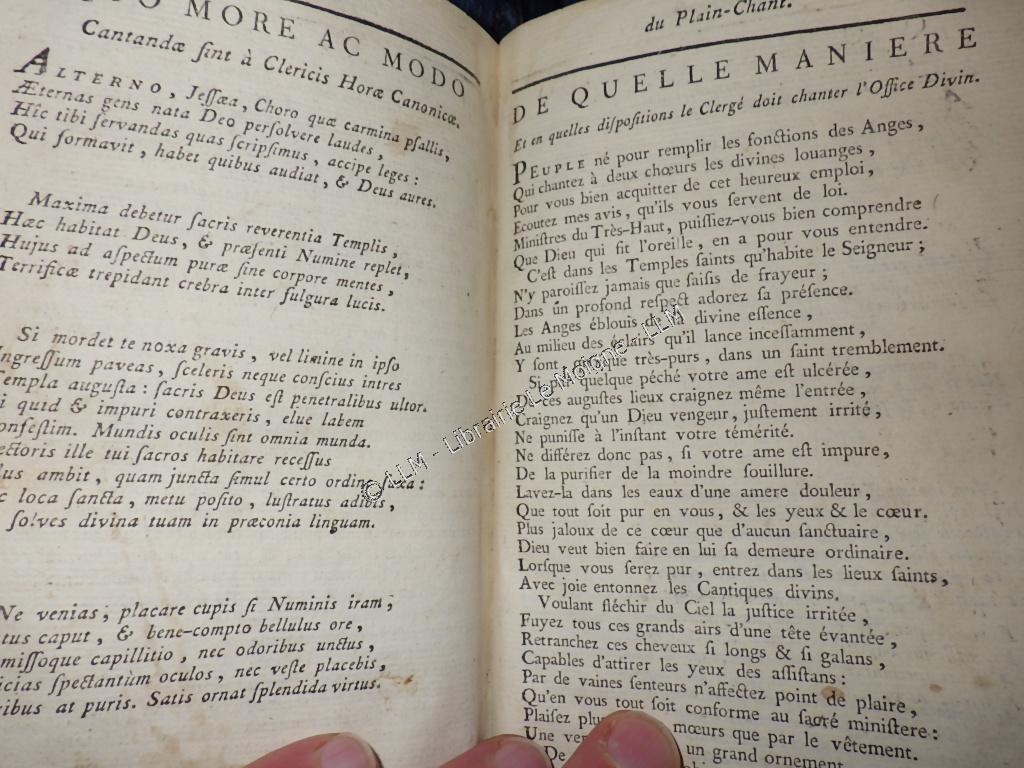 MORE AC MODO
Cantandæ ſint à Clericis Horæ Canonicæ.
ALTERNO, Jeſſæa, Choro quæ carmina pſallis,
Æternas gens nata Deo perſolvere laudes,
Hîc tibi ſervandas quas ſcripſimus, accipe leges:
Qui formavit, habet quibus audiat, & Deus aures.
Maxima debetur ſacris reverentia Templis,
Hæc habitat Deus, & præſenti Numine replet,
Hujus ad aſpectum puræ ſine corpore mentes,
Terrificæ trepidant crebra inter fulgura lucis.
Si mordet te noxa gravis, vel limine in ipſo
Ingreſſum paveas, ſceleris neque conſcius intres
Templa auguſta: ſacris Deus eſt penetralibus ultor.
quid & impuri contraxeris, elue labem
onfeſtim. Mundis oculis ſint omnia munda.
ectoris ille tui ſacros habitare receſſus
lus ambit, quam juncta ſimul certo ordine ſaxa:
c loca ſancta, metu poſito, luſtratus adibis,
ſolves divina tuam in præconia linguam.
Ne venias, placare cupis ſi Numinis iram,
tus caput, & bene-compto bellulus ore,
miſſoque capillitio, nec odoribus unctus,
icias ſpectantùm oculos, nec veſte placebis,
ribus at puris. Satis ornat ſplendida virtus.
du Plain-Chant.
DE QUELLE MANIERE
Et en quelles diſpoſitions le Clergé doit chanter l'Office Divin.
PEUPLE né pour remplir les fonctions des Anges,
Qui chantez à deux chœurs les divines louanges,
Pour vous bien acquitter de cet heureux emploi,
Ecoutez mes avis, qu'ils vous ſervent de loi.
Miniſtres du Très-Haut, puiſſiez-vous bien comprendre
Que Dieu qui fit l'oreille, en a pour vous entendre.
C'eſt dans les Temples ſaints qu'habite le Seigneur;
N'y paroiſſez jamais que ſaiſis de frayeur;
Dans un profond reſpect adorez ſa préſence.
Les Anges éblouis de ſa divine eſſence,
Au milieu des éclairs qu'il lance inceſſamment,
Y ſont, quoique très-purs, dans un ſaint tremblement.
Si par quelque péché votre ame eſt ulcérée,
De ces auguſtes lieux craignez même l'entrée,
Craignez qu'un Dieu vengeur, juſtement irrité,
Ne puniſſe à l'inſtant votre témérité.
Ne différez donc pas, ſi votre ame eſt impure,
De la purifier de la moindre ſouillure.
Lavez-la dans les eaux d'une amere douleur,
Que tout ſoit pur en vous, & les yeux & le cœur.
Plus jaloux de ce cœur que d'aucun ſanctuaire,
Dieu veut bien faire en lui ſa demeure ordinaire.
Lorſque vous ſerez pur, entrez dans les lieux ſaints,
Avec joie entonnez les Cantiques divins.
Voulant fléchir du Ciel la juſtice irritée,
Fuyez tous ces grands airs d'une tête évantée,
Retranchez ces cheveux ſi longs & ſi galans,
Capables d'attirer les yeux des aſſiſtans:
Par de vaines ſenteurs n'affectez point de plaire,
Qu'en vous tout ſoit conforme au ſacré miniſtere:
Plaiſez plus mœurs que par le vêtement.
Une un grand ornement
De
© LLM - Librairie Le Moigne - LLM